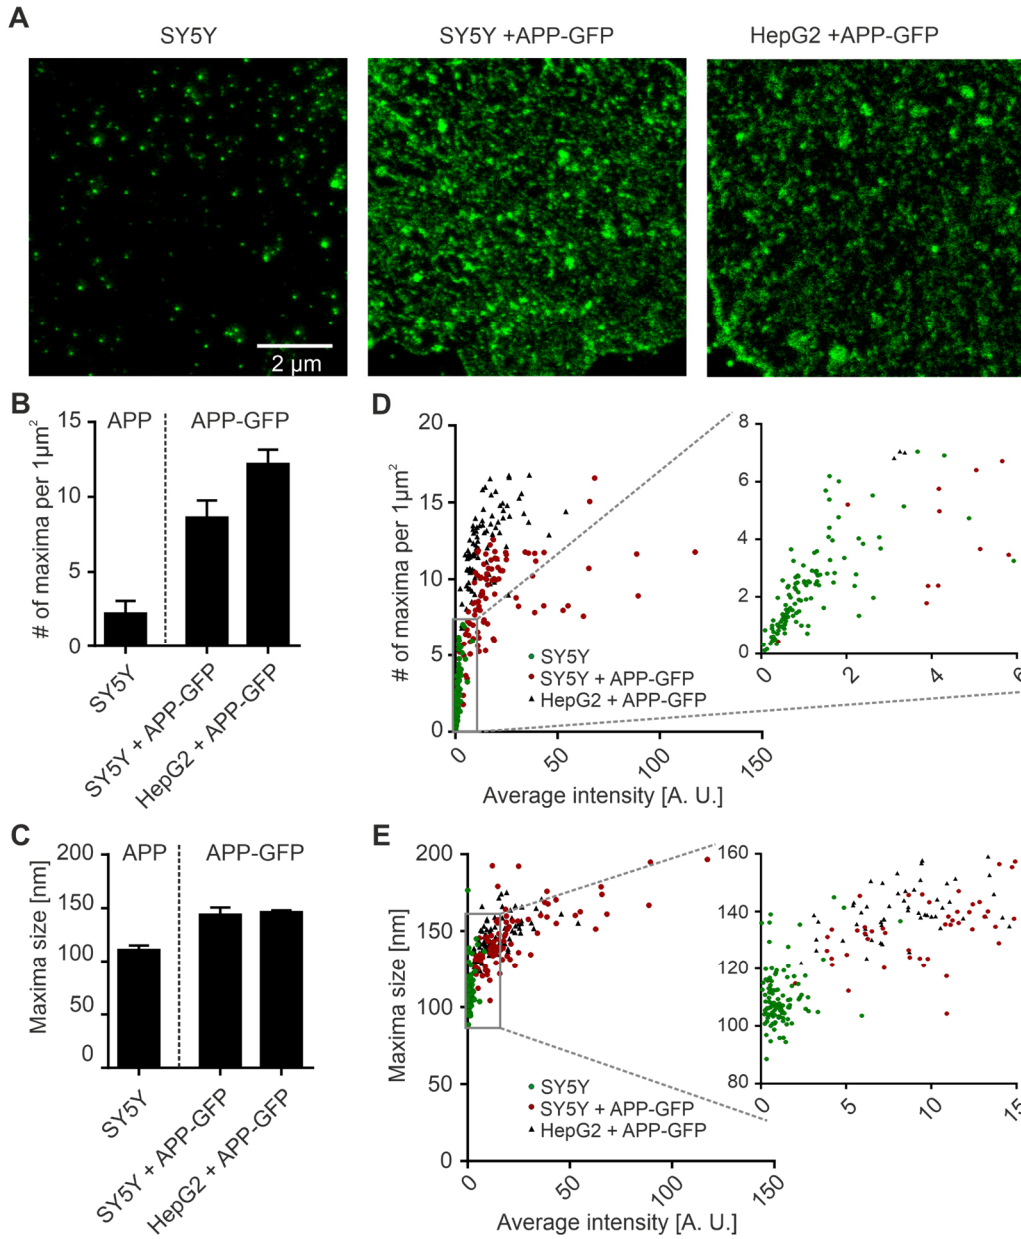 A
SY5Y
SY5Y +APP-GFP
HepG2 +APP-GFP
2 µm
B
# of maxima per 1µm²
15
10
5
0
APP
APP-GFP
SY5Y
SY5Y + APP-GFP
HepG2 + APP-GFP
C
Maxima size [nm]
200
150
100
50
0
APP
APP-GFP
SY5Y
SY5Y + APP-GFP
HepG2 + APP-GFP
D
# of maxima per 1µm²
20
15
10
5
0
0
50
100
150
Average intensity [A. U.]
SY5Y
SY5Y + APP-GFP
HepG2 + APP-GFP
8
6
4
2
0
0
2
4
6
E
Maxima size [nm]
200
150
100
50
0
0
50
100
150
Average intensity [A. U.]
SY5Y
SY5Y + APP-GFP
HepG2 + APP-GFP
160
140
120
100
80
0
5
10
15